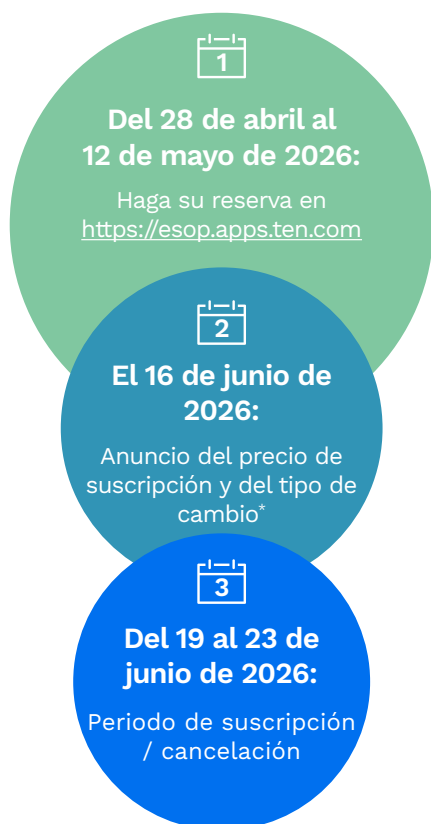 1
Del 28 de abril al
12 de mayo de 2026:
Haga su reserva en
https://esop.apps.ten.com
2
El 16 de junio de
2026:
Anuncio del precio de
suscripción y del tipo de
cambio*
3
Del 19 al 23 de
junio de 2026:
Periodo de suscripción
/ cancelación